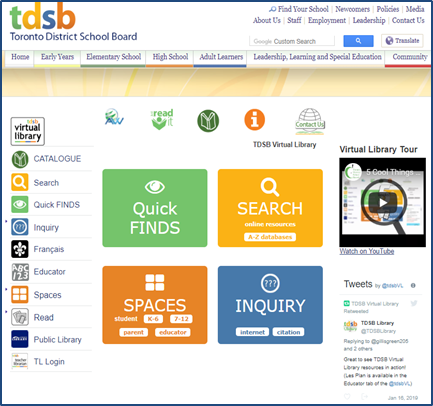 tdsb
Toronto District School Board
Find Your School | Newcomers | Policies | Media
About Us | Staff | Employment | Leadership | Contact Us
Google Custom Search
Translate
Home
Early Years
Elementary School
High School
Adult Learners
Leadership, Learning and Special Education
Community
tdsb
virtual
library
read
it
Contact Us
TDSB Virtual Library
CATALOGUE
Search
Quick FINDS
Inquiry
Français
Educator
Spaces
Read
Public Library
TL Login
Quick
FINDS
SEARCH
online resources
A-Z databases
SPACES
student K-6 7-12
parent educator
INQUIRY
internet citation
Virtual Library Tour
5 Cool Things
Watch on YouTube
Tweets by @tdsbVL
TDSB Virtual Library
Retweeted
TDSB Library
@TDSBLibrary
Replying to @gillisgreen205
and 2 others
Great to see TDSB Virtual
Library resources in action!
(Les Plan is available in the
Educator tab of the @tdsbVL)
Jan 16, 2019